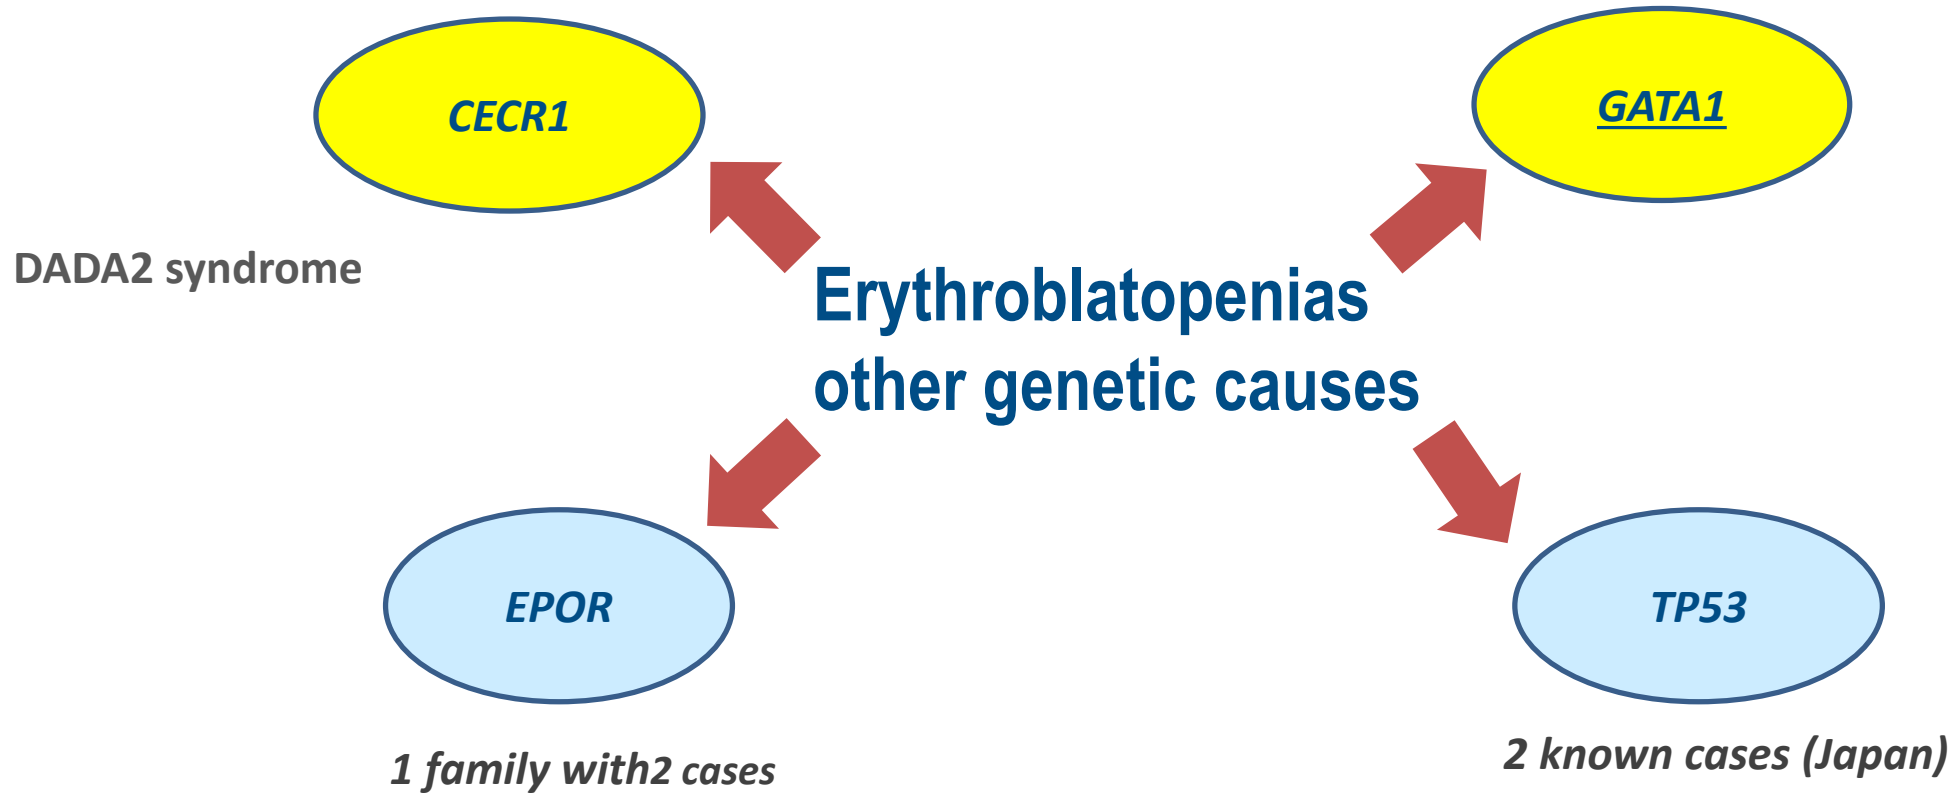 CECR1
GATA1
DADA2 syndrome
Erythroblatopenias
other genetic causes
EPOR
TP53
1 family with2 cases
2 known cases (Japan)